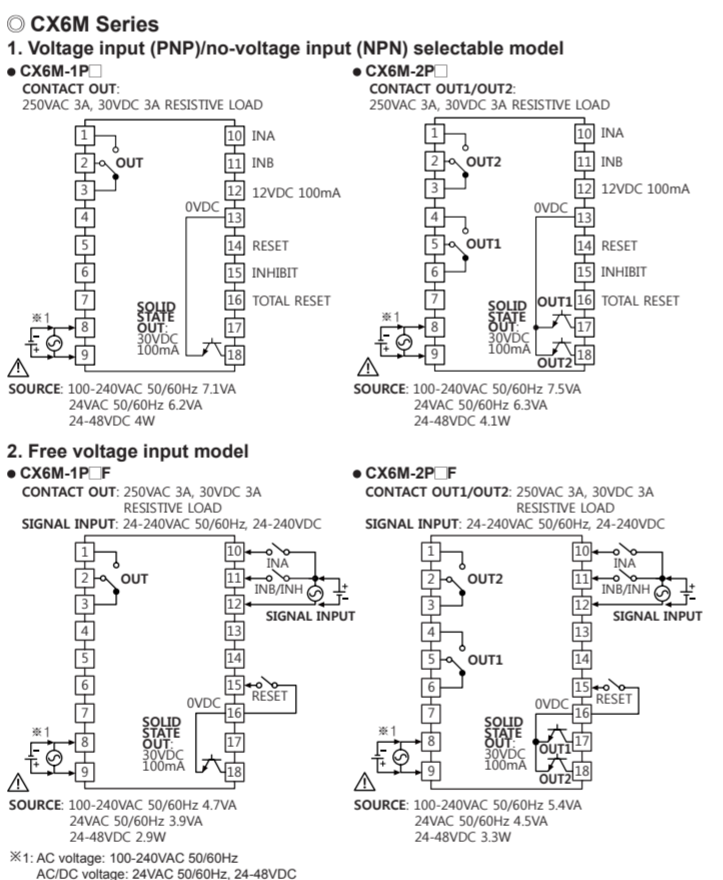 ◎ CX6M Series
1. Voltage input (PNP)/no-voltage input (NPN) selectable model
● CX6M-1P□
CONTACT OUT:
250VAC 3A, 30VDC 3A RESISTIVE LOAD
1
2
3
4
5
6
7
8
9
OUT
※1
10 INA
11 INB
12 12VDC 100mA
0VDC
13
14 RESET
15 INHIBIT
16 TOTAL RESET
17
18
SOLID
STATE
OUT:
30VDC
100mA
SOURCE: 100-240VAC 50/60Hz 7.1VA
24VAC 50/60Hz 6.2VA
24-48VDC 4W
● CX6M-2P□
CONTACT OUT1/OUT2:
250VAC 3A, 30VDC 3A RESISTIVE LOAD
1
2
3
4
5
6
7
8
9
OUT2
OUT1
※1
10 INA
11 INB
12 12VDC 100mA
0VDC
13
14 RESET
15 INHIBIT
OUT1
16 TOTAL RESET
17
18
OUT2
SOLID
STATE
OUT:
30VDC
100mA
SOURCE: 100-240VAC 50/60Hz 7.5VA
24VAC 50/60Hz 6.3VA
24-48VDC 4.1W
2. Free voltage input model
● CX6M-1P□F
CONTACT OUT: 250VAC 3A, 30VDC 3A
RESISTIVE LOAD
SIGNAL INPUT: 24-240VAC 50/60Hz, 24-240VDC
1
2
3
4
5
6
7
8
9
OUT
※1
10
INA
11
INB/INH
12
SIGNAL INPUT
13
14
15
RESET
0VDC
16
17
18
SOLID
STATE
OUT:
30VDC
100mA
SOURCE: 100-240VAC 50/60Hz 4.7VA
24VAC 50/60Hz 3.9VA
24-48VDC 2.9W
● CX6M-2P□F
CONTACT OUT1/OUT2: 250VAC 3A, 30VDC 3A
RESISTIVE LOAD
SIGNAL INPUT: 24-240VAC 50/60Hz, 24-240VDC
1
2
3
4
5
6
7
8
9
OUT2
OUT1
※1
10
INA
11
INB/INH
12
SIGNAL INPUT
13
14
15
RESET
0VDC
16
17
OUT1
18
OUT2
SOLID
STATE
OUT:
30VDC
100mA
SOURCE: 100-240VAC 50/60Hz 5.4VA
24VAC 50/60Hz 4.5VA
24-48VDC 3.3W
※1: AC voltage: 100-240VAC 50/60Hz
AC/DC voltage: 24VAC 50/60Hz, 24-48VDC